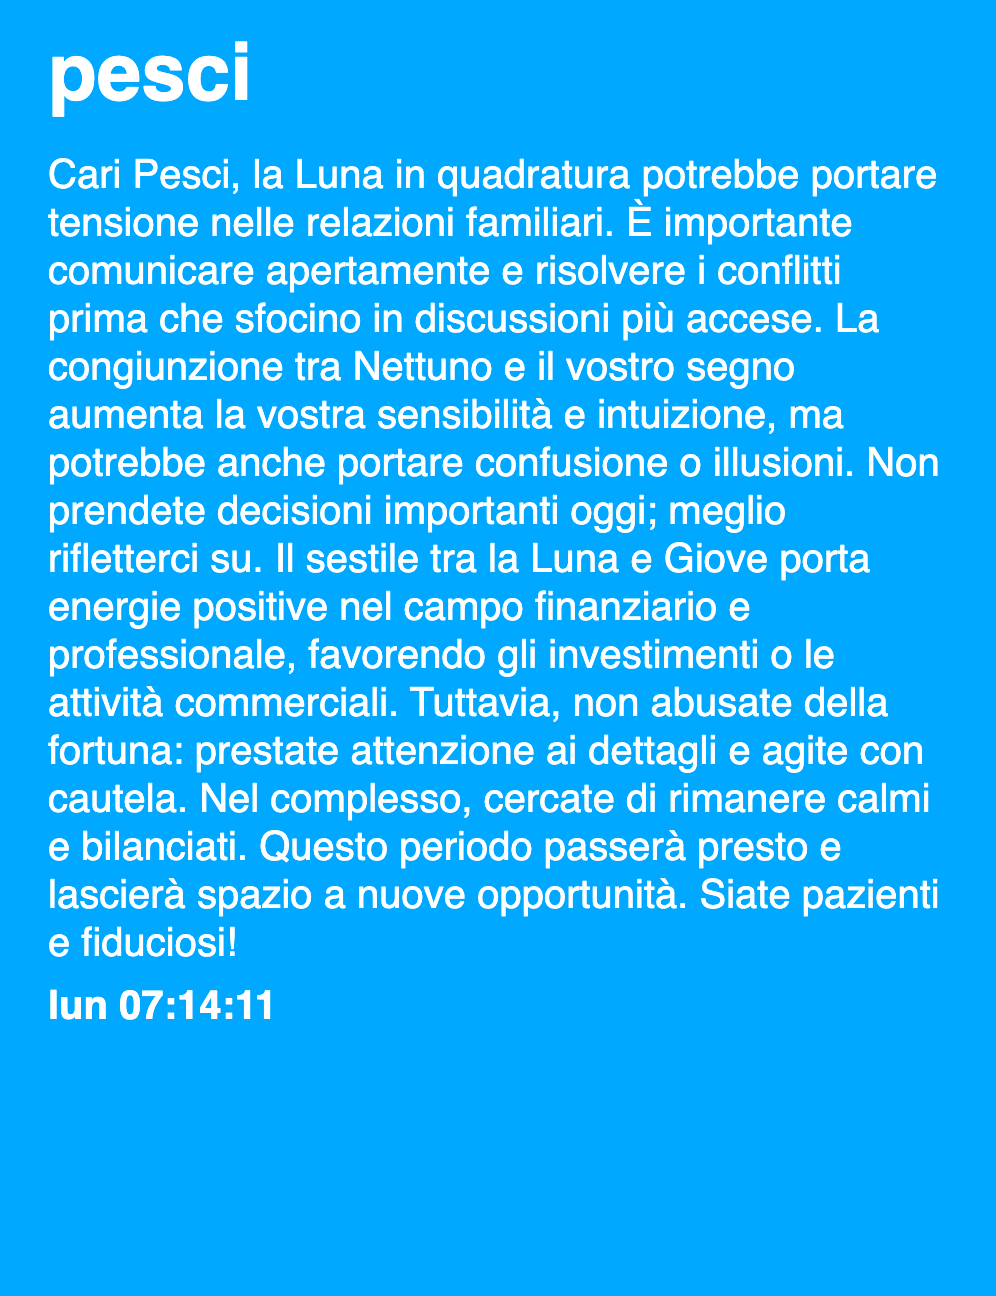 pesci
Cari Pesci, la Luna in quadratura potrebbe portare
tensione nelle relazioni familiari. È importante
comunicare apertamente e risolvere i conflitti
prima che sfocino in discussioni più accese. La
congiunzione tra Nettuno e il vostro segno
aumenta la vostra sensibilità e intuizione, ma
potrebbe anche portare confusione o illusioni. Non
prendete decisioni importanti oggi; meglio
rifletterci su. Il sestile tra la Luna e Giove porta
energie positive nel campo finanziario e
professionale, favorendo gli investimenti o le
attività commerciali. Tuttavia, non abusate della
fortuna: prestate attenzione ai dettagli e agite con
cautela. Nel complesso, cercate di rimanere calmi
e bilanciati. Questo periodo passerà presto e
lascierà spazio a nuove opportunità. Siate pazienti
e fiduciosi!
lun 07:14:11